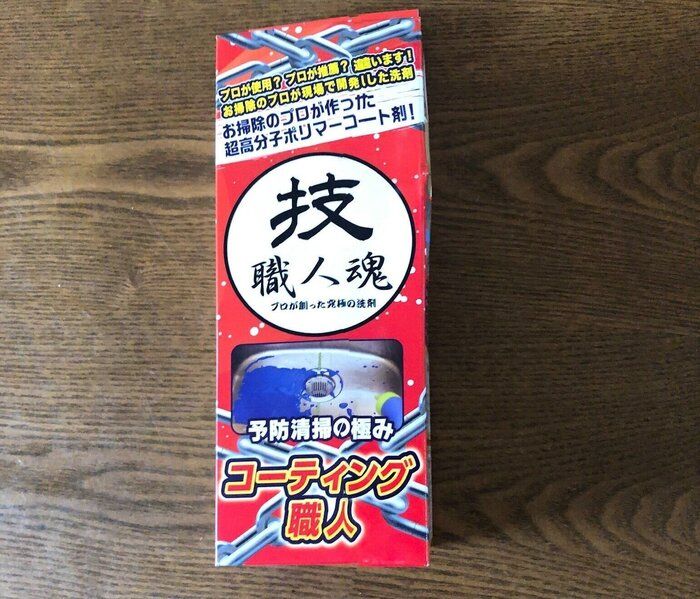 プロが使用？プロが推薦？違います！
お掃除のプロが現場で開発した洗剤
お掃除のプロが作った
超高分子ポリマーコート剤！
技
職人魂
プロが創った究極の洗剤
予防清掃の極み
コーティング
職人